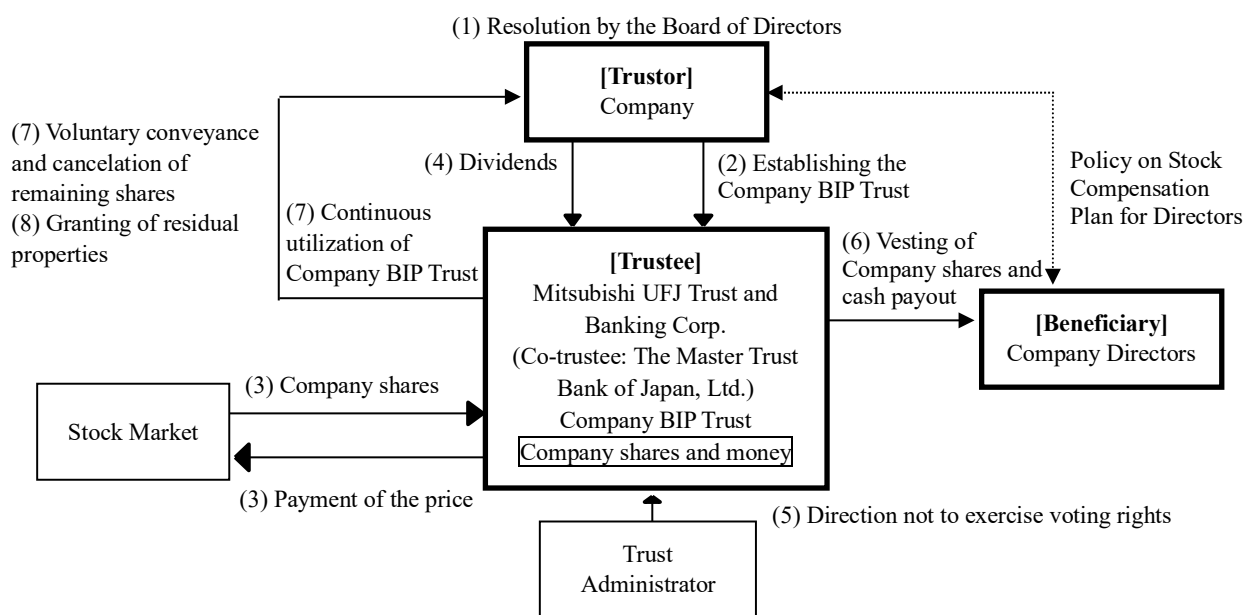 (1) Resolution by the Board of Directors
[Trustor]
Company
(7) Voluntary conveyance
and cancelation of
remaining shares
(8) Granting of residual
properties
(4) Dividends
(2) Establishing the
Company BIP Trust
Policy on Stock
Compensation
Plan for Directors
(7) Continuous
utilization of
Company BIP Trust
[Trustee]
Mitsubishi UFJ Trust and
Banking Corp.
(Co-trustee: The Master Trust
Bank of Japan, Ltd.)
Company BIP Trust
Company shares and money
(6) Vesting of
Company shares and
cash payout
[Beneficiary]
Company Directors
(3) Company shares
Stock Market
(3) Payment of the price
(5) Direction not to exercise voting rights
Trust
Administrator